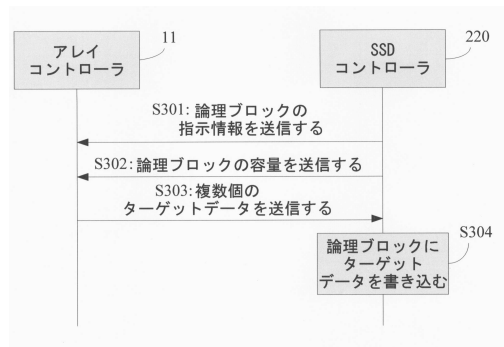 アレイ
コントローラ
11
SSD
コントローラ
220
S301: 論理ブロックの
指示情報を送信する
S302: 論理ブロックの容量を送信する
S303: 複数個の
ターゲットデータを送信する
論理ブロックに
ターゲット
データを書き込む
S304